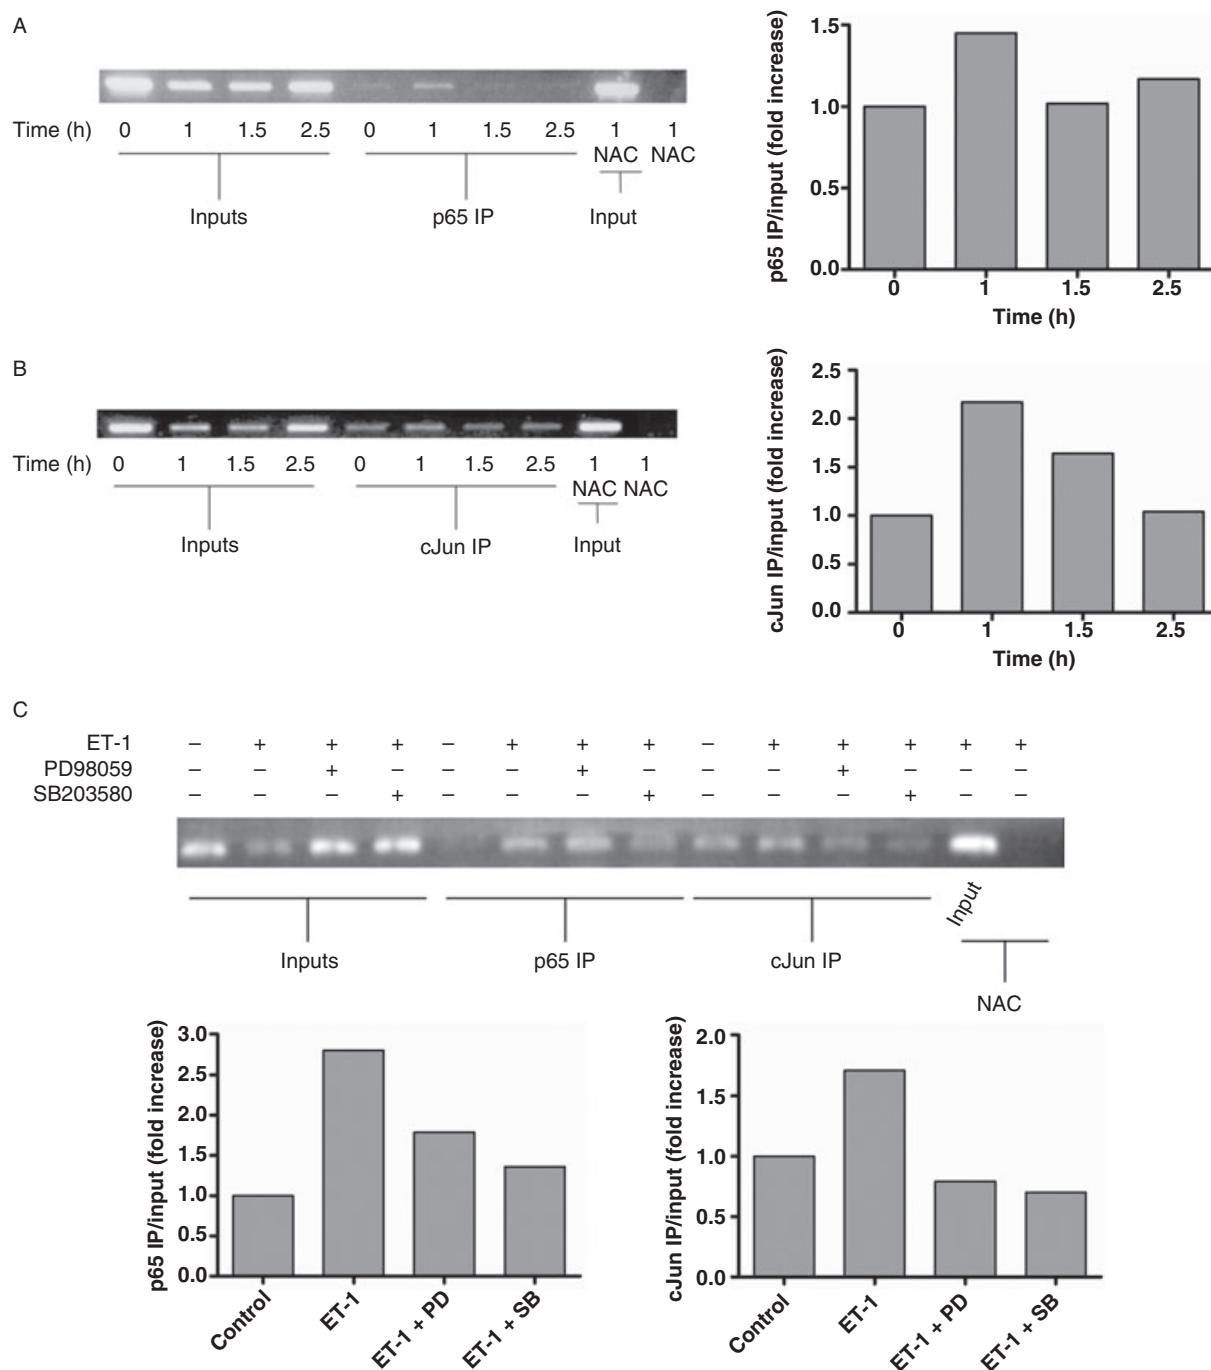 A
Time (h) 0 1 1.5 2.5 0 1 1.5 2.5 1 1
NAC NAC
Inputs p65 IP Input
p65 IP/input (fold increase)
1.5
1.0
0.5
0.0
0 1 1.5 2.5
Time (h)
B
Time (h) 0 1 1.5 2.5 0 1 1.5 2.5 1 1
NAC NAC
Inputs cJun IP Input
cJun IP/input (fold increase)
2.5
2.0
1.5
1.0
0.5
0.0
0 1 1.5 2.5
Time (h)
C
ET-1 – + + + – + + + – + + + + +
PD98059 – – + – – – + – – – + – – –
SB203580 – – – + – – – + – – – + – –
Inputs p65 IP cJun IP Input
NAC
p65 IP/input (fold increase)
3.0
2.5
2.0
1.5
1.0
0.5
0.0
Control ET-1 ET-1 + PD ET-1 + SB
cJun IP/input (fold increase)
2.0
1.5
1.0
0.5
0.0
Control ET-1 ET-1 + PD ET-1 + SB